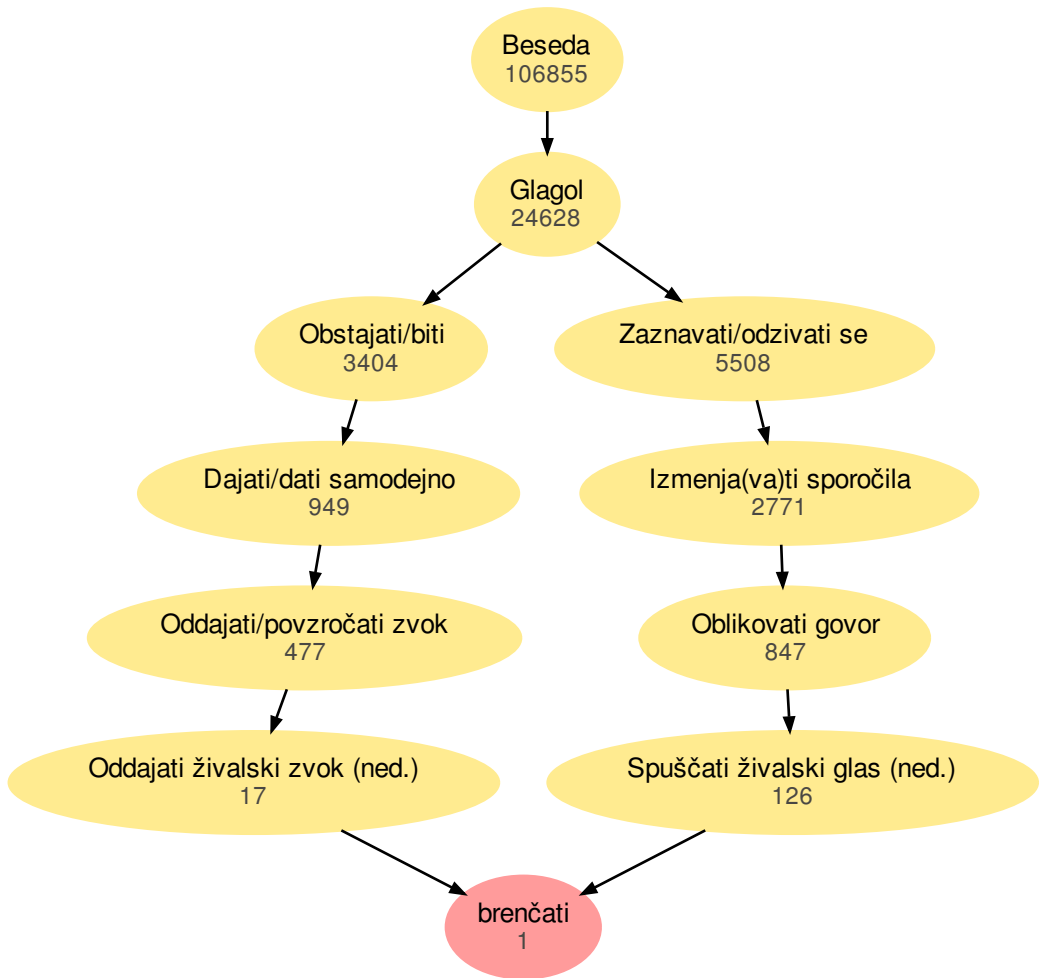 Beseda
106855
Glagol
24628
Obstajati/biti
3404
Zaznavati/odzivati se
5508
Dajati/dati samodejno
949
Izmenja(va)ti sporočila
2771
Oddajati/povzročati zvok
477
Oblikovati govor
847
Oddajati živalski zvok (ned.)
17
Spuščati živalski glas (ned.)
126
brenčati
1